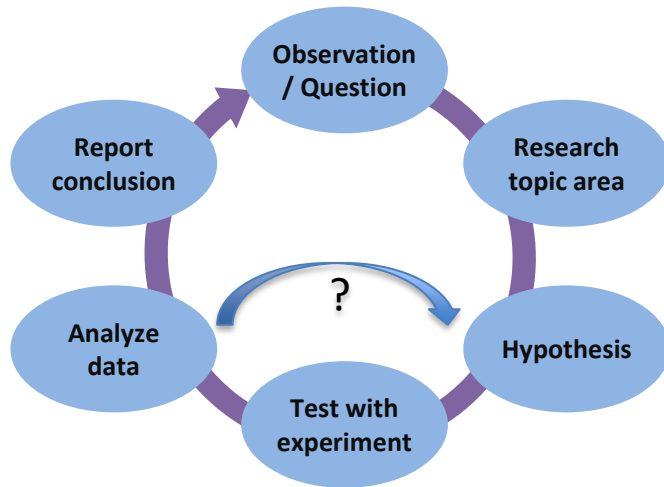 Observation
/ Question
Research
topic area
Hypothesis
Test with
experiment
Analyze
data
Report
conclusion
?